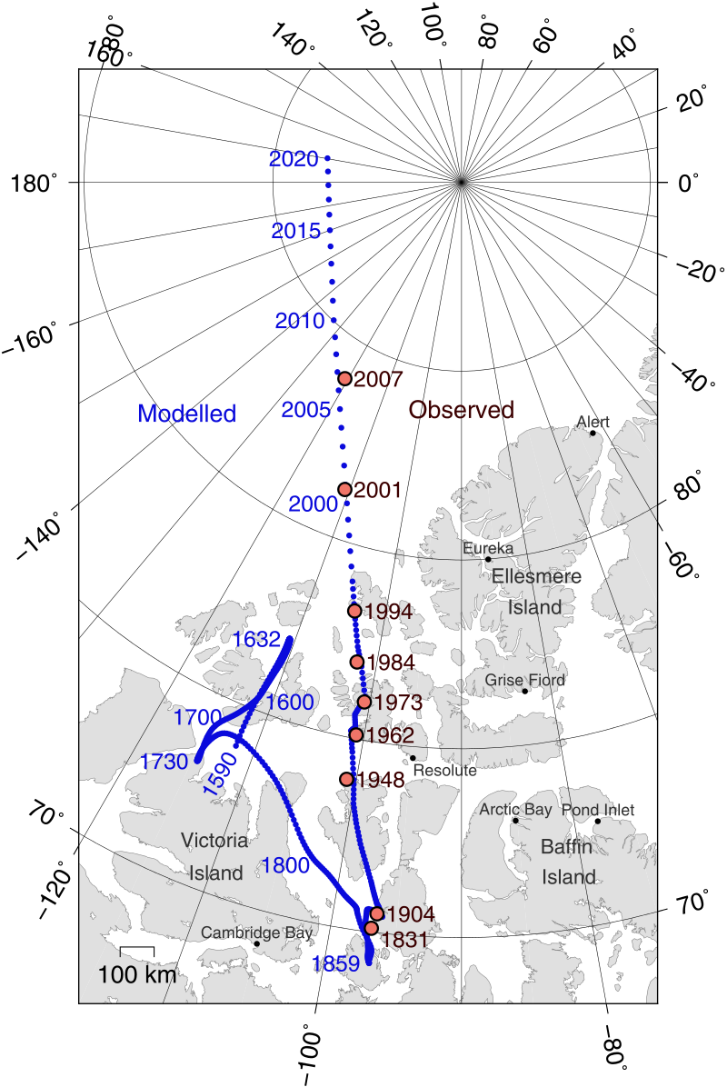 180°
160°
140°
120°
100°
80°
60°
40°
20°
180°
0°
2020
2015
−20°
2010
−160°
2007
−40°
2005
Modelled
Observed
Alert
2001
80°
2000
−140°
Eureka
−60°
Ellesmere
Island
1994
1632
1984
Grise Fiord
1600
1973
1700
1962
1730
1590
Resolute
1948
70°
Arctic Bay
Pond Inlet
Victoria
Island
Baffin
Island
−120°
1800
70°
1904
Cambridge Bay
1831
1859
100 km
−100°
−80°